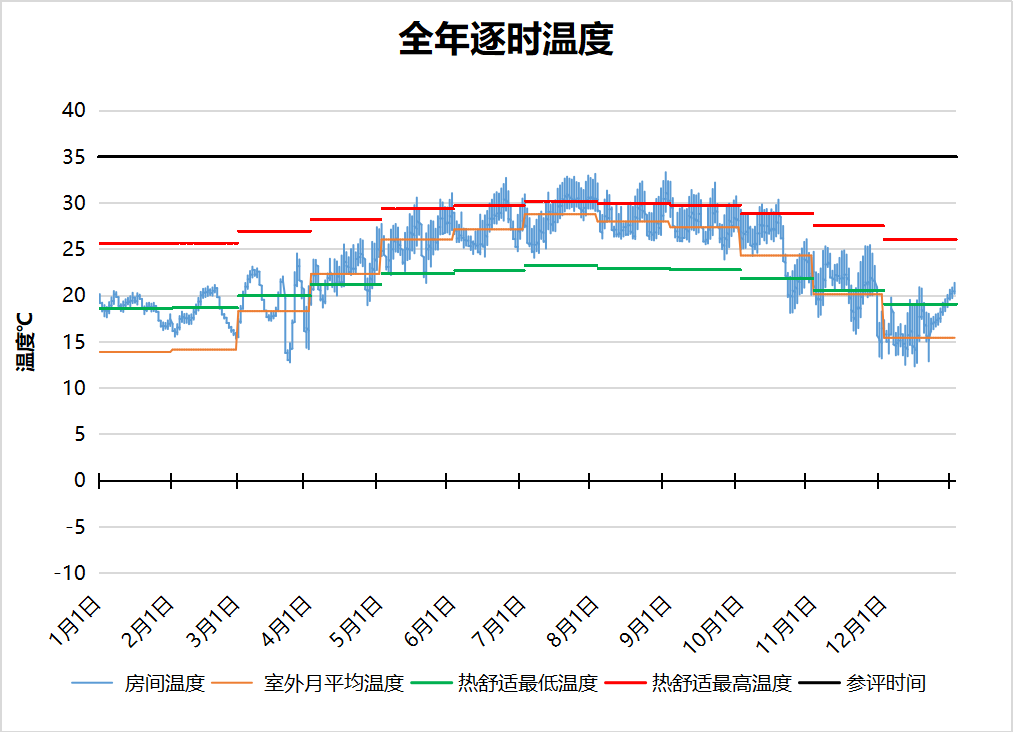 全年逐时温度
40
35
30
25
20
15
10
5
0
-5
-10
温度℃
1月1日
2月1日
3月1日
4月1日
5月1日
6月1日
7月1日
8月1日
9月1日
10月1日
11月1日
12月1日
房间温度 室外月平均温度 热舒适最低温度 热舒适最高温度 参评时间